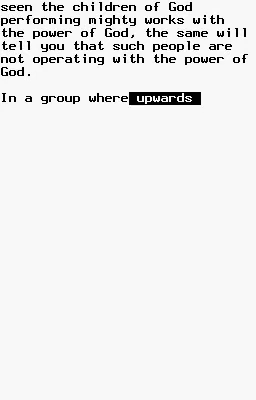 seen the children of God
performing mighty works with
the power of God, the same will
tell you that such people are
not operating with the power of
God.
In a group where upwards